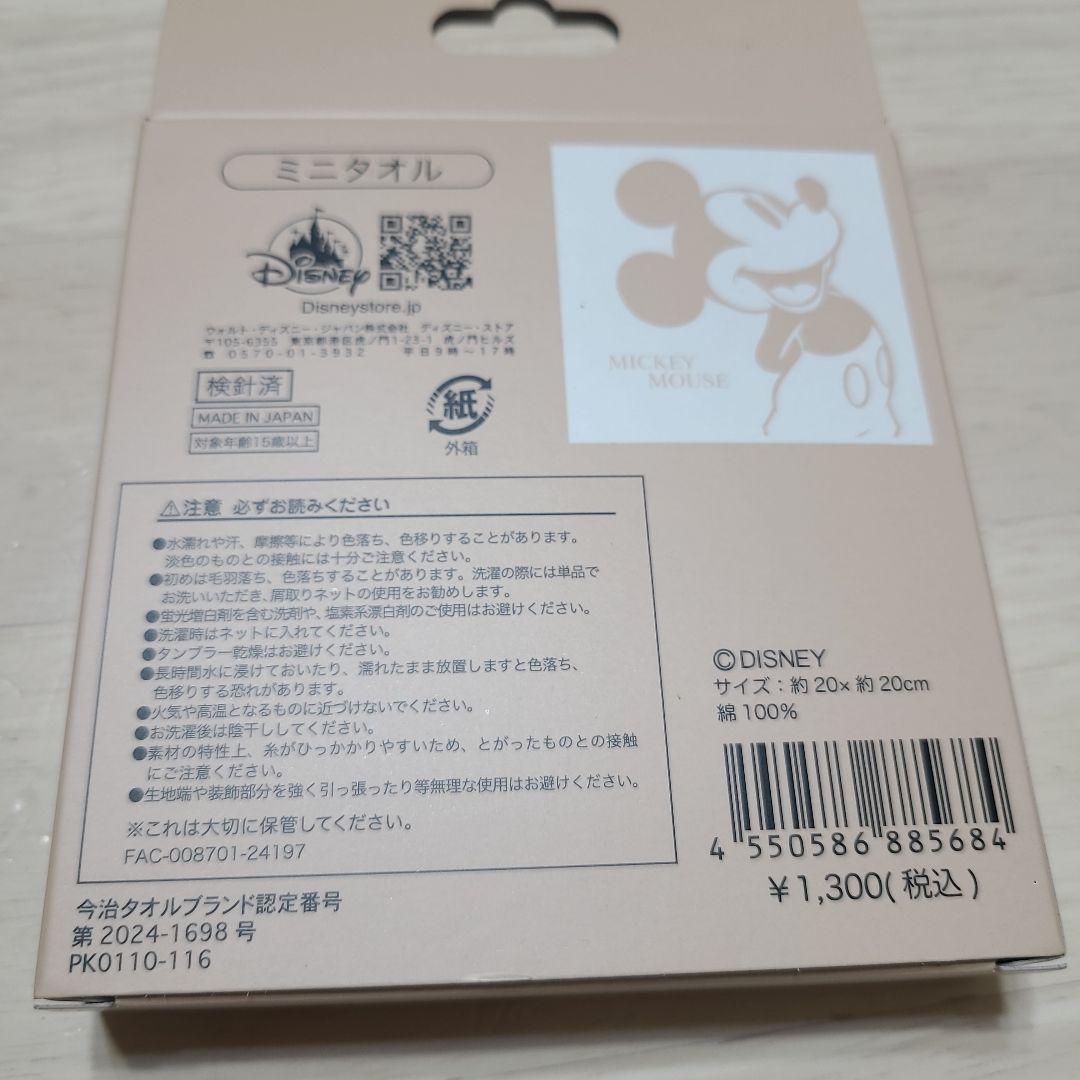 ミニタオル
DISNEY
Disneystore.jp
ウォルト・ディズニー・ジャパン株式会社 ディズニー・ストア
〒105-6355 東京都港区虎ノ門1-23-1 虎ノ門ヒルズ
☎ 0570-01-3932 平日9時～17時
検針済
MADE IN JAPAN
対象年齢15歳以上
紙
外箱
MICKEY
MOUSE
⚠注意 必ずお読みください
●水濡れや汗、摩擦等により色落ち、色移りすることがあります。
淡色のものとの接触には十分ご注意ください。
●初めは毛羽落ち、色落ちすることがあります。洗濯の際には単品で
お洗いいただき、屑取りネットの使用をお勧めします。
●蛍光増白剤を含む洗剤や、塩素系漂白剤のご使用はお避けください。
●洗濯時はネットに入れてください。
●タンブラー乾燥はお避けください。
●長時間水に浸けておいたり、濡れたまま放置しますと色落ち、
色移りする恐れがあります。
●火気や高温となるものに近づけないでください。
●お洗濯後は陰干ししてください。
●素材の特性上、糸がひっかかりやすいため、とがったものとの接触
にご注意ください。
●生地端や装飾部分を強く引っ張ったり等無理な使用はお避けください。
※これは大切に保管してください。
FAC-008701-24197
©DISNEY
サイズ：約20×約20cm
綿100%
4 550586 885684
¥1,300(税込)
今治タオルブランド認定番号
第2024-1698号
PK0110-116